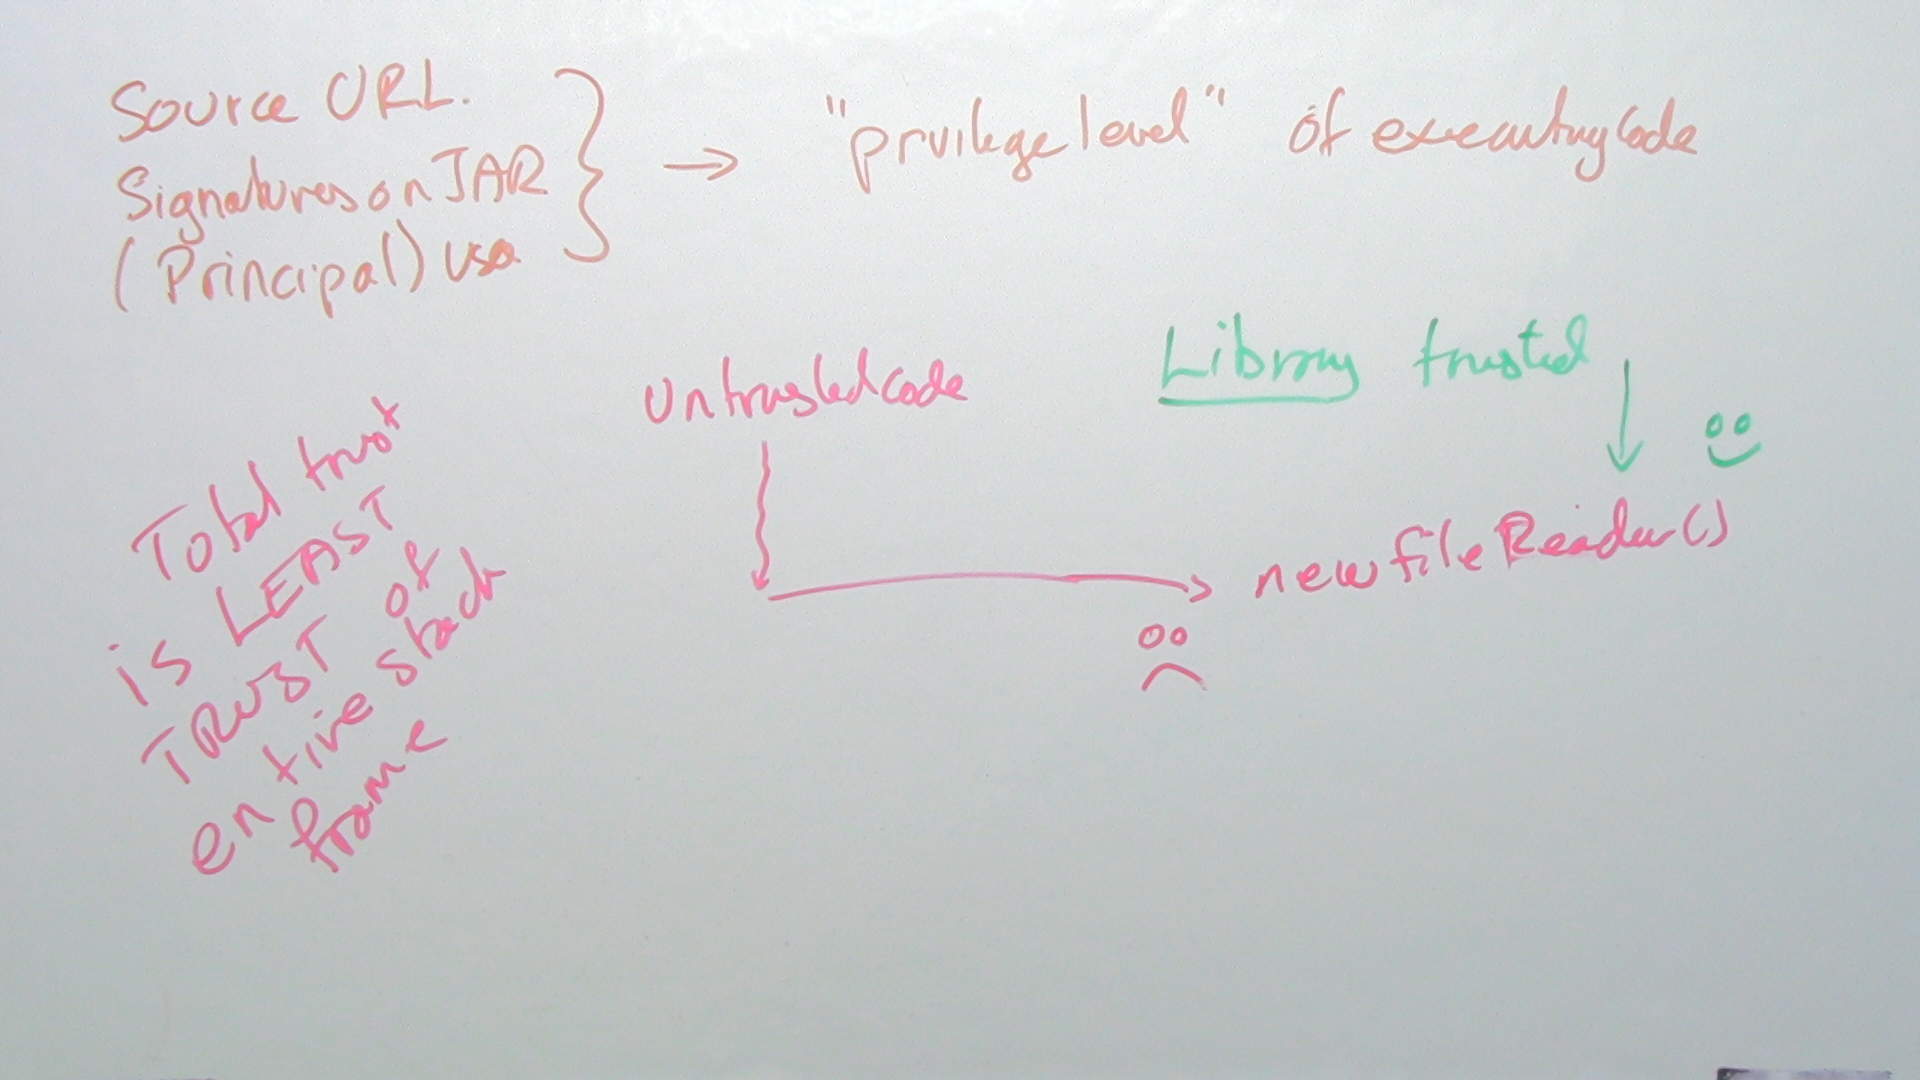 Source URL.
Signatures on JAR
(Principal) user
"privilege level" of executing code
Library trusted
Untrusted code
new fileReader()
Total trust
is LEAST
TRUST of
entire stack
frame